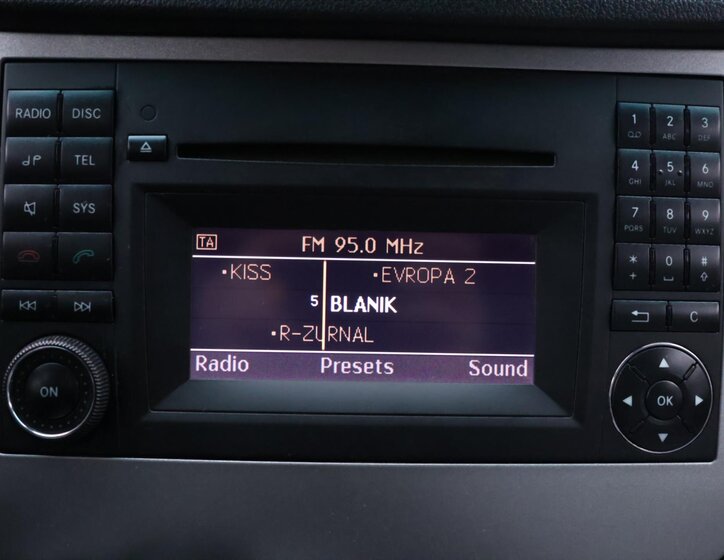 RADIO DISC
TEL
SYS
TA FM 95.0 MHz
•KISS •EVROPA 2
5 BLANIK
•R-ZURNAL
Radio Presets Sound
ON
1 2 3
ABC DEF
4 5 6
GHI JKL MNO
7 8 9
PQRS TUV WXYZ
* 0 #
+
C
OK